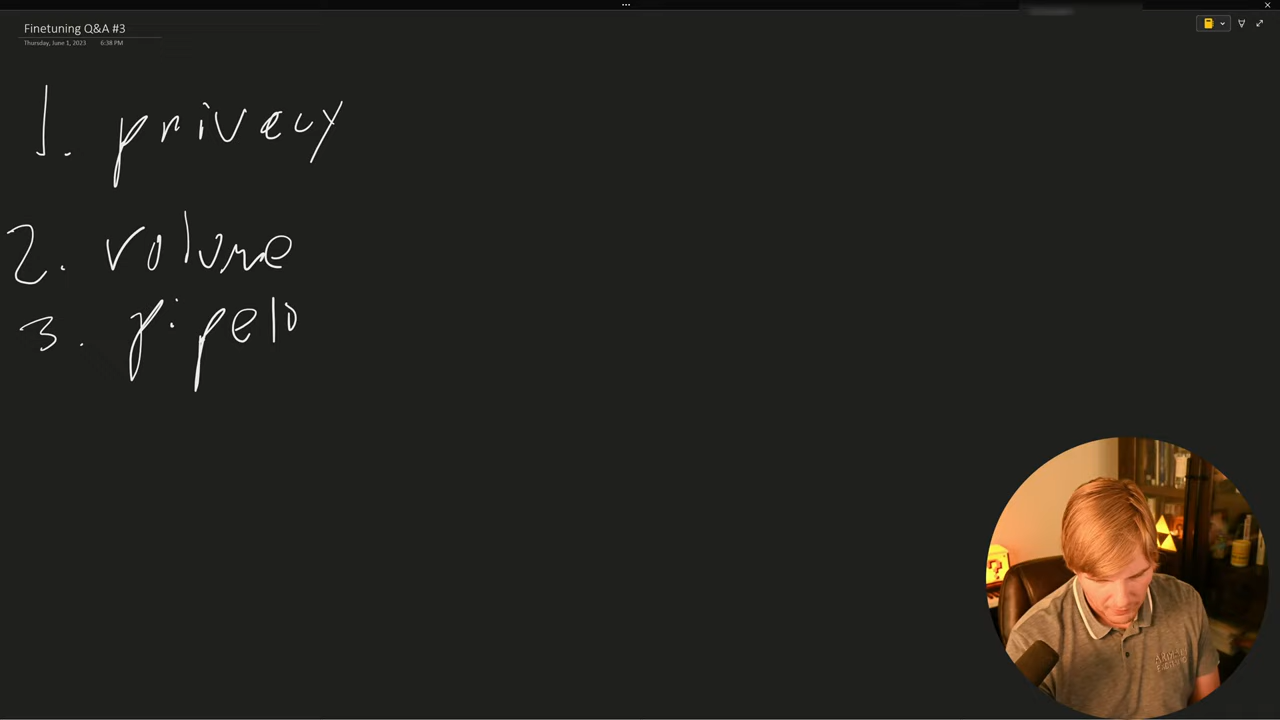 Finetuning Q&A #3
Thursday, June 1, 2023 6:38 PM
1. privacy
2. volume
3. pipelo